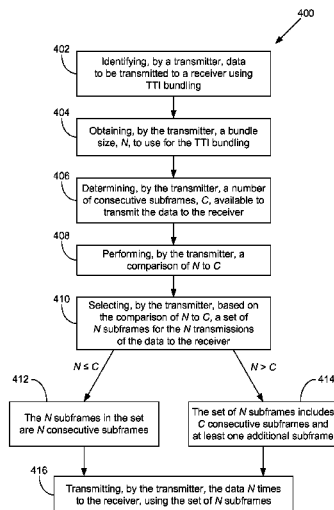 400
402
Identifying, by a transmitter, data
to be transmitted to a receiver using
TTI bundling
404
Obtaining, by the transmitter, a bundle
size, N, to use for the TTI bundling
406
Determining, by the transmitter, a number
of consecutive subframes, C, available to
transmit the data to the receiver
408
Performing, by the transmitter, a
comparison of N to C
410
Selecting, by the transmitter, based on
the comparison of N to C, a set of
N subframes for the N transmissions
of the data to the receiver
N ≤ C
N > C
412
The N subframes in the set
are N consecutive subframes
414
The set of N subframes includes
C consecutive subframes and
at least one additional subframe
416
Transmitting, by the transmitter, the data N times
to the receiver, using the set of N subframes